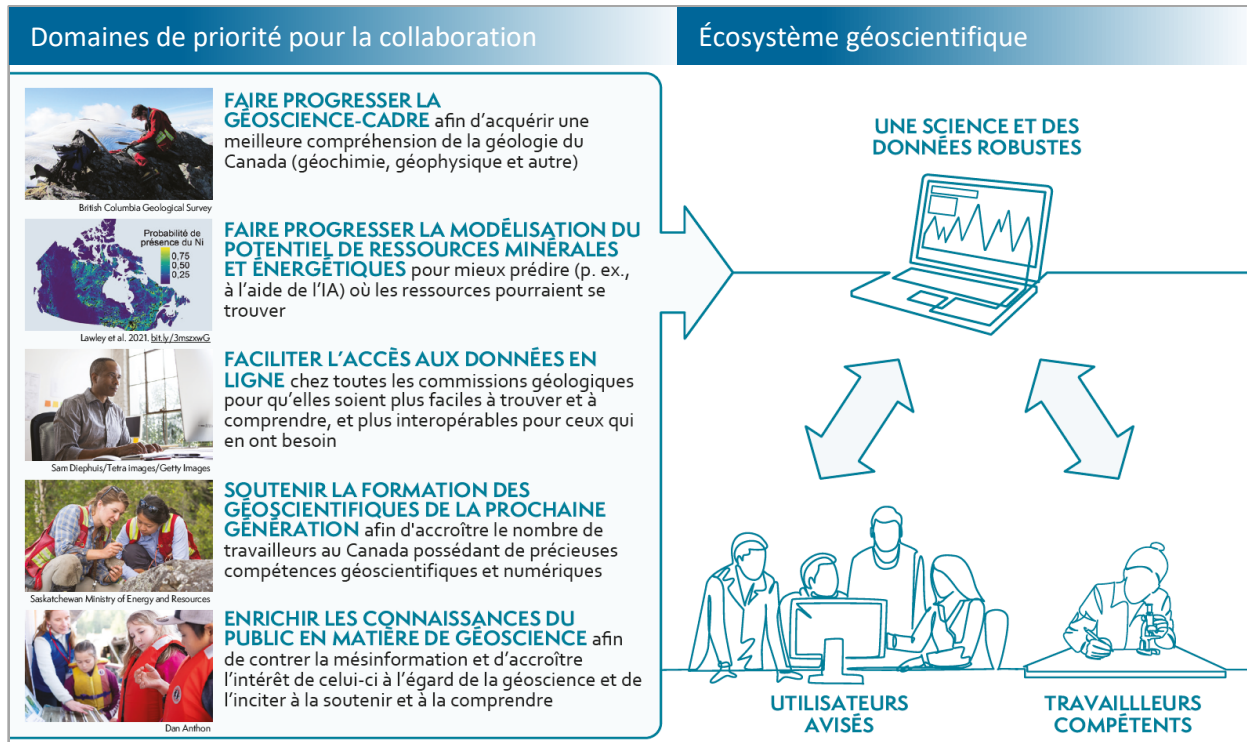 Domaines de priorité pour la collaboration
FAIRE PROGRESSER LA
GÉOSCIENCE-CADRE afin d'acquérir une
meilleure compréhension de la géologie du
Canada (géochimie, géophysique et autre)
British Columbia Geological Survey
Probabilité de
présence du Ni
0,75
0,50
0,25
FAIRE PROGRESSER LA MODÉLISATION DU
POTENTIEL DE RESSOURCES MINÉRALES
ET ÉNERGÉTIQUES pour mieux prédire (p. ex.,
à l'aide de l'IA) où les ressources pourraient se
trouver
Lawley et al. 2021. bit.ly/3mszxwG
FACILITER L'ACCÈS AUX DONNÉES EN
LIGNE chez toutes les commissions géologiques
pour qu'elles soient plus faciles à trouver et à
comprendre, et plus interopérables pour ceux qui
en ont besoin
Sam Diephuis/Tetra images/Getty Images
SOUTENIR LA FORMATION DES
GÉOSCIENTIFIQUES DE LA PROCHAINE
GÉNÉRATION afin d'accroître le nombre de
travailleurs au Canada possédant de précieuses
compétences géoscientifiques et numériques
Saskatchewan Ministry of Energy and Resources
ENRICHIR LES CONNAISSANCES DU
PUBLIC EN MATIÈRE DE GÉOSCIENCE afin
de contrer la mésinformation et d'accroître
l'intérêt de celui-ci à l'égard de la géoscience et de
l'inciter à la soutenir et à la comprendre
Dan Anthon
Écosystème géoscientifique
UNE SCIENCE ET DES
DONNÉES ROBUSTES
UTILISATEURS
AVISÉS
TRAVAILLLEURS
COMPÉTENTS